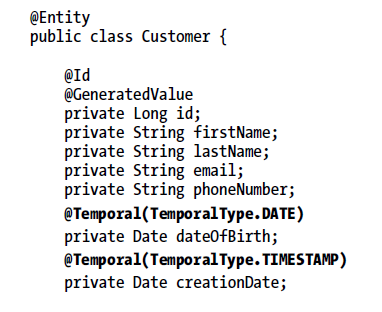 @Entity
public class Customer {
@Id
@GeneratedValue
private Long id;
private String firstName;
private String lastName;
private String email;
private String phoneNumber;
@Temporal(TemporalType.DATE)
private Date dateOfBirth;
@Temporal(TemporalType.TIMESTAMP)
private Date creationDate;